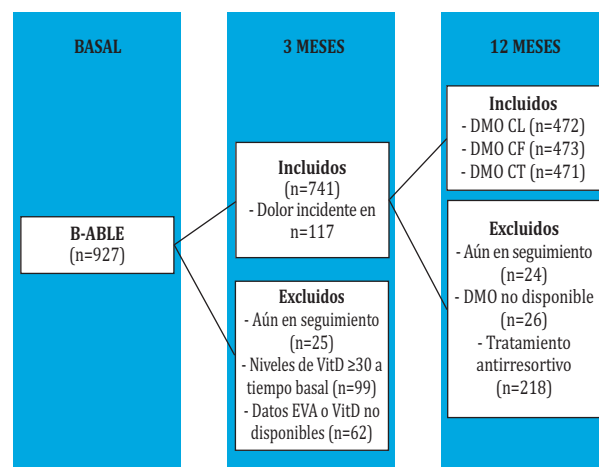 BASAL
B-ABLE
(n=927)
3 MESES
Incluidos
(n=741)
- Dolor incidente en
n=117
Excluidos
- Aún en seguimiento
(n=25)
- Niveles de VitD ≥30 a
tiempo basal (n=99)
- Datos EVA o VitD no
disponibles (n=62)
12 MESES
Incluidos
- DMO CL (n=472)
- DMO CF (n=473)
- DMO CT (n=471)
Excluidos
- Aún en seguimiento
(n=24)
- DMO no disponible
(n=26)
- Tratamiento
antirresortivo
(n=218)